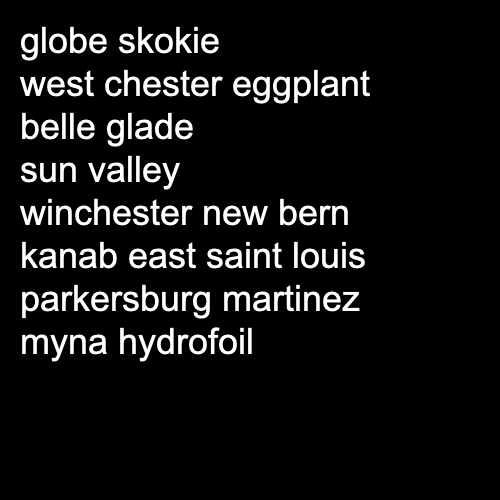 globe skokie
west chester eggplant
belle glade
sun valley
winchester new bern
kanab east saint louis
parkersburg martinez
myna hydrofoil